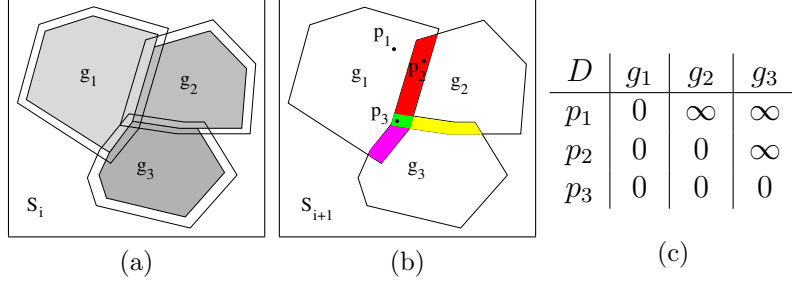 g₁
g₂
g₃
Sᵢ
(a)
p₁
g₁
p₂
g₂
p₃
g₃
Sᵢ₊₁
(b)
D g₁ g₂ g₃
p₁ 0 ∞ ∞
p₂ 0 0 ∞
p₃ 0 0 0
(c)